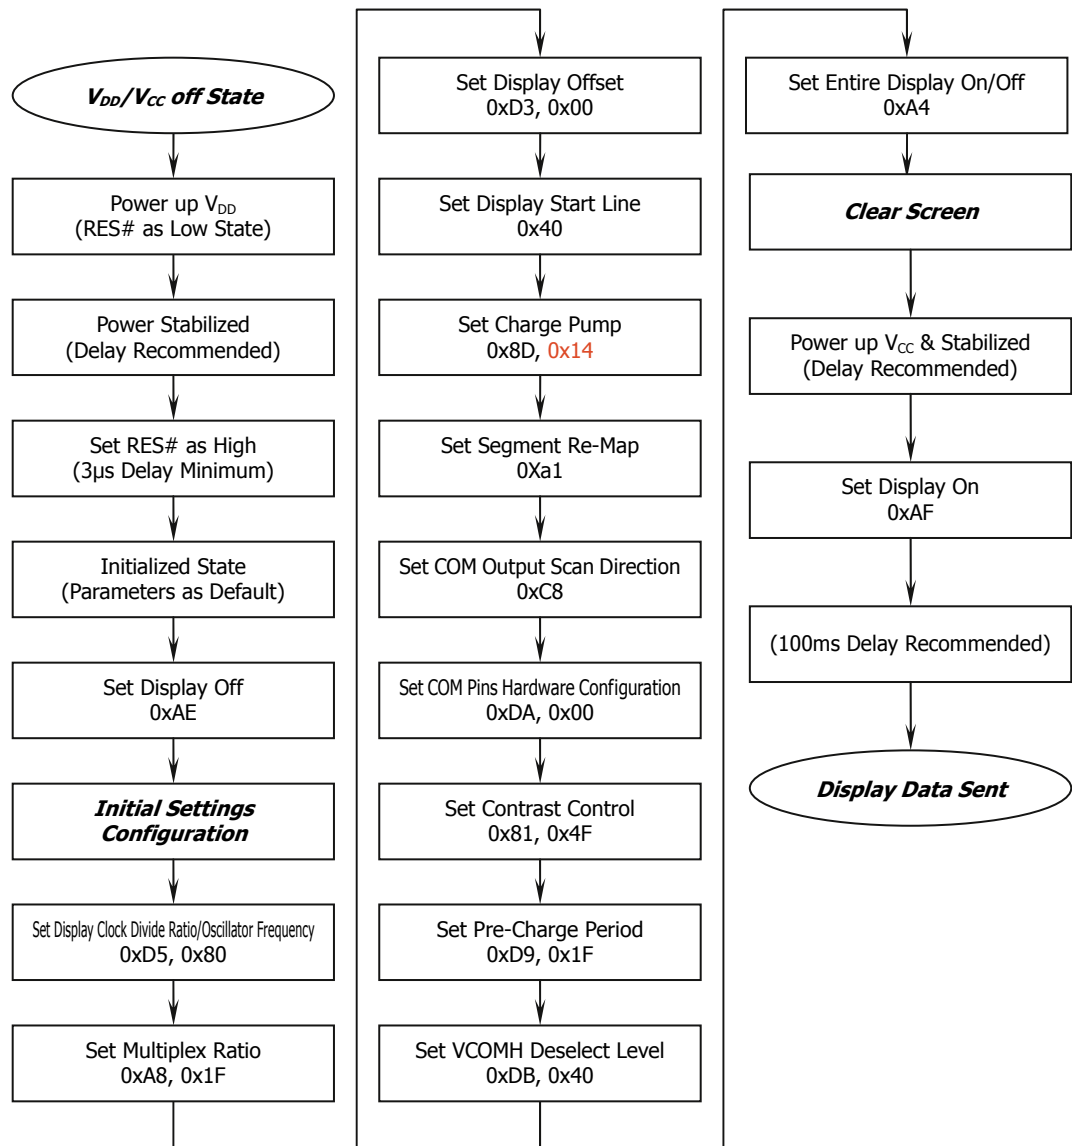 V_DD/V_CC off State
Power up V_DD
(RES# as Low State)
Power Stabilized
(Delay Recommended)
Set RES# as High
(3μs Delay Minimum)
Initialized State
(Parameters as Default)
Set Display Off
0xAE
Initial Settings
Configuration
Set Display Clock Divide Ratio/Oscillator Frequency
0xD5, 0x80
Set Multiplex Ratio
0xA8, 0x1F
Set Display Offset
0xD3, 0x00
Set Display Start Line
0x40
Set Charge Pump
0x8D, 0x14
Set Segment Re-Map
0Xa1
Set COM Output Scan Direction
0xC8
Set COM Pins Hardware Configuration
0xDA, 0x00
Set Contrast Control
0x81, 0x4F
Set Pre-Charge Period
0xD9, 0x1F
Set VCOMH Deselect Level
0xDB, 0x40
Set Entire Display On/Off
0xA4
Clear Screen
Power up V_CC & Stabilized
(Delay Recommended)
Set Display On
0xAF
(100ms Delay Recommended)
Display Data Sent